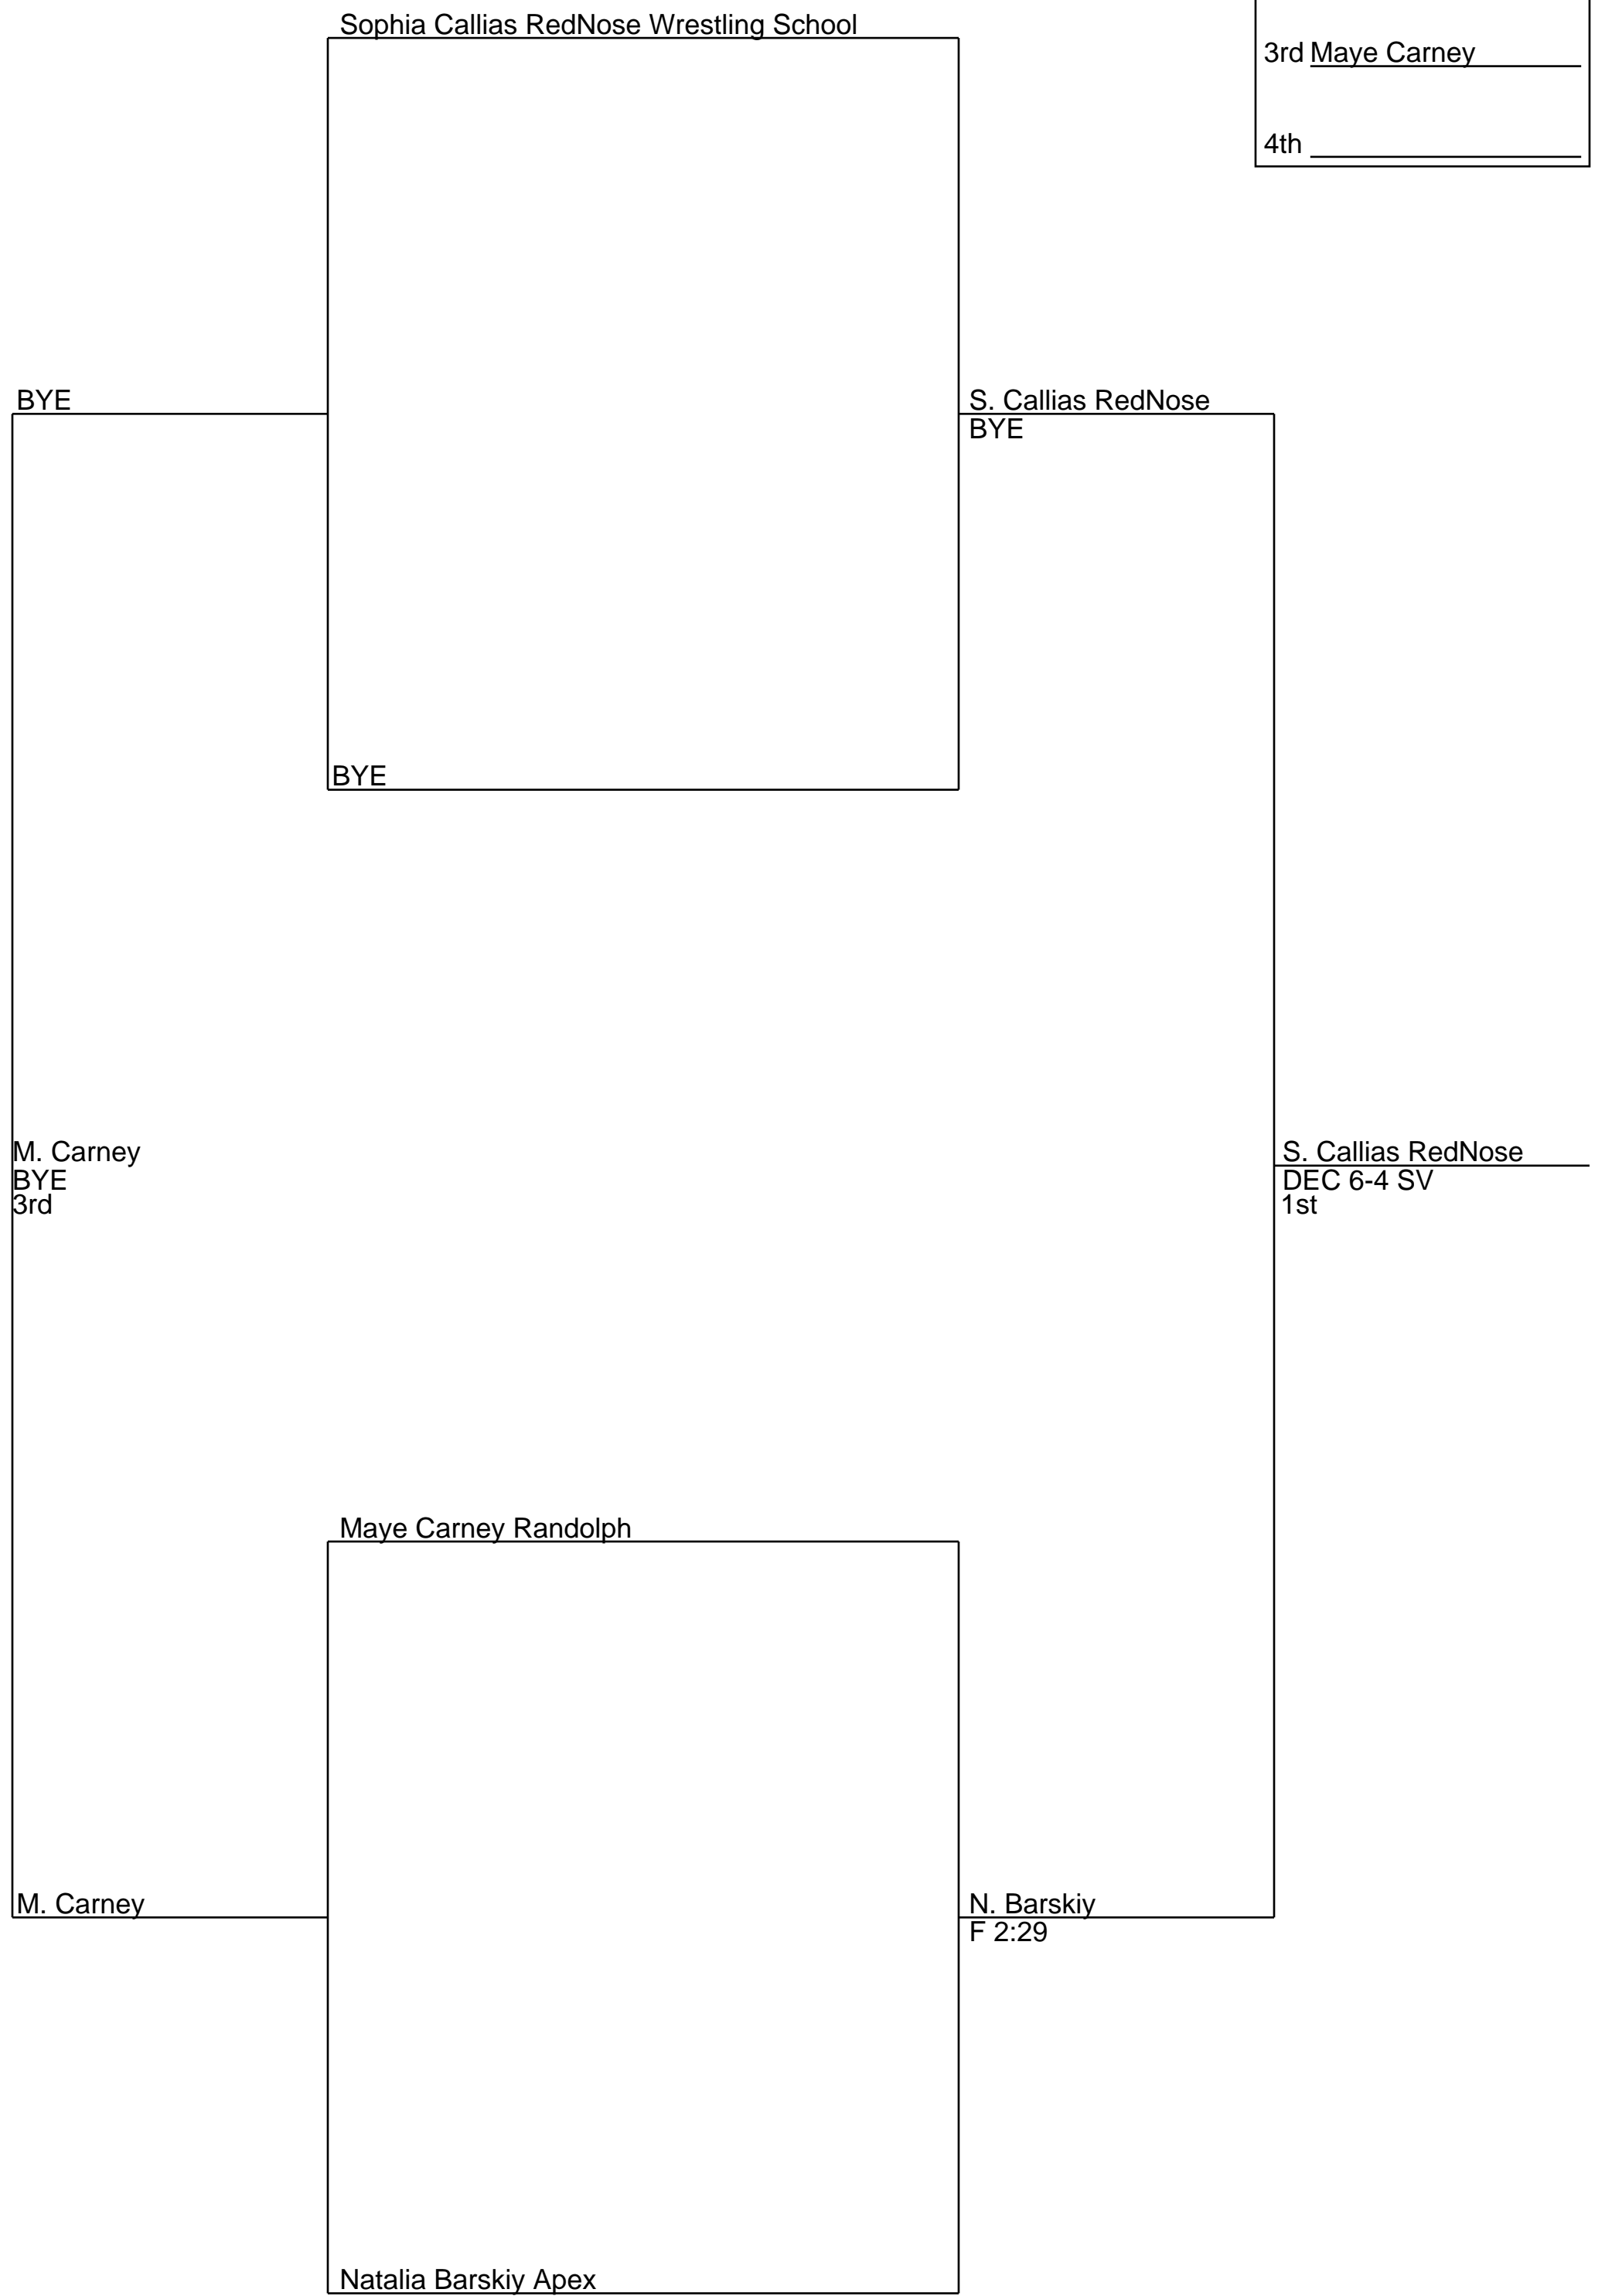 Sophia Callias RedNose Wrestling School
3rd Maye Carney
4th
BYE
S. Callias RedNose
BYE
BYE
M. Carney
BYE
3rd
S. Callias RedNose
DEC 6-4 SV
1st
Maye Carney Randolph
M. Carney
N. Barskiy
F 2:29
Natalia Barskiy Apex